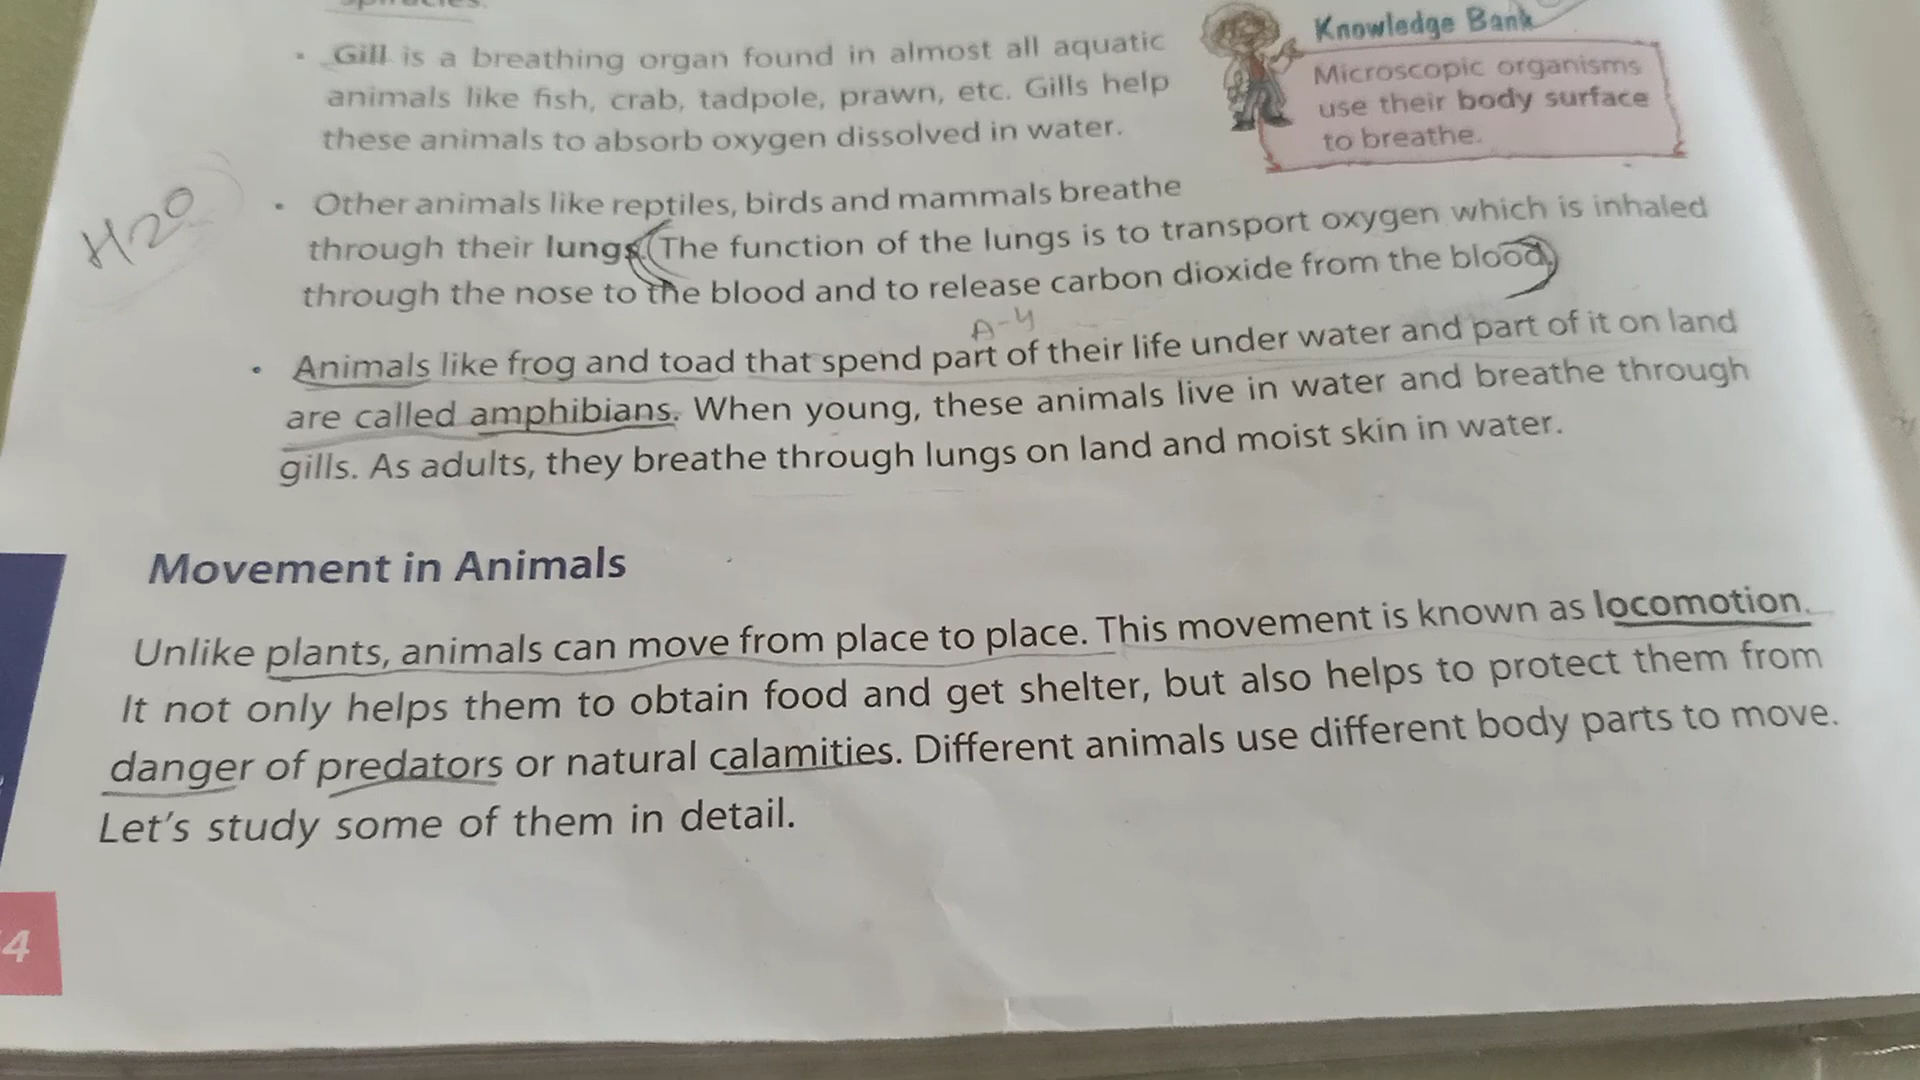 spiracles.
• Gill is a breathing organ found in almost all aquatic
animals like fish, crab, tadpole, prawn, etc. Gills help
these animals to absorb oxygen dissolved in water.
Knowledge Bank
Microscopic organisms
use their body surface
to breathe.
H20
• Other animals like reptiles, birds and mammals breathe
through their lungs. (The function of the lungs is to transport oxygen which is inhaled
through the nose to the blood and to release carbon dioxide from the blood.)
A-4
• Animals like frog and toad that spend part of their life under water and part of it on land
are called amphibians. When young, these animals live in water and breathe through
gills. As adults, they breathe through lungs on land and moist skin in water.
Movement in Animals
Unlike plants, animals can move from place to place. This movement is known as locomotion.
It not only helps them to obtain food and get shelter, but also helps to protect them from
danger of predators or natural calamities. Different animals use different body parts to move.
Let's study some of them in detail.
4